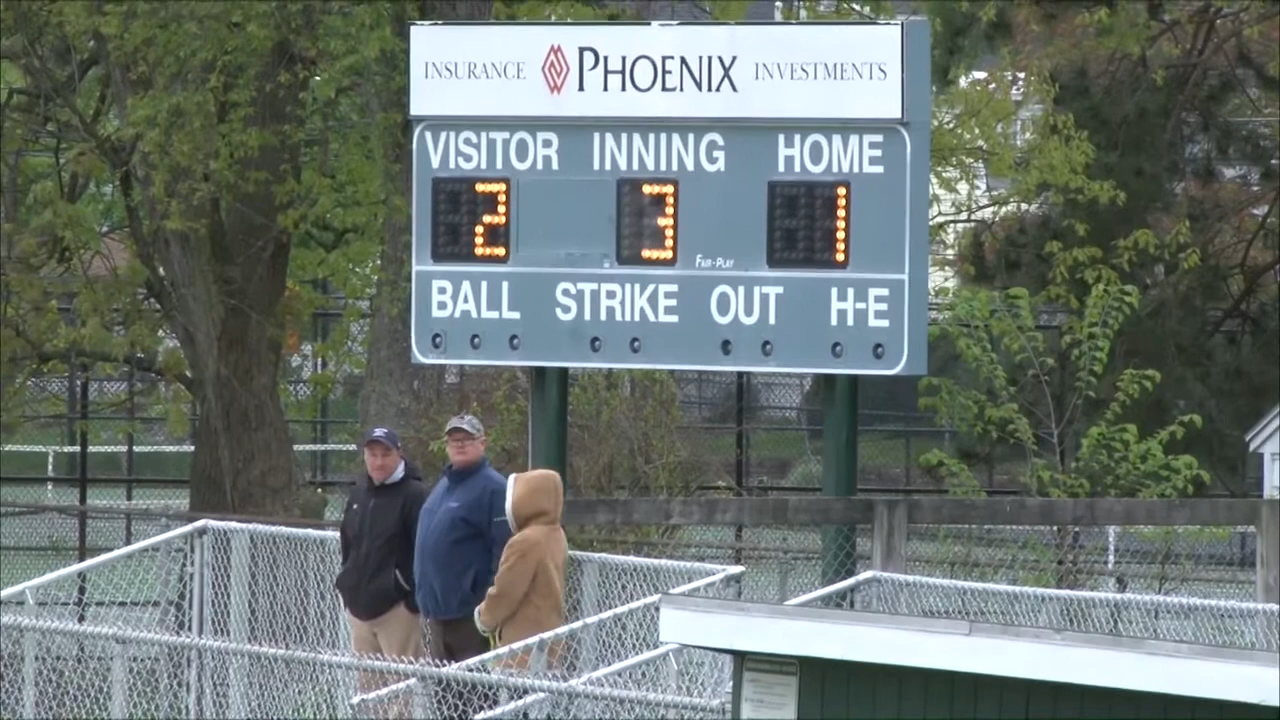 INSURANCE PHOENIX INVESTMENTS
VISITOR INNING HOME
2 3 1
FAIR-PLAY
BALL STRIKE OUT H-E